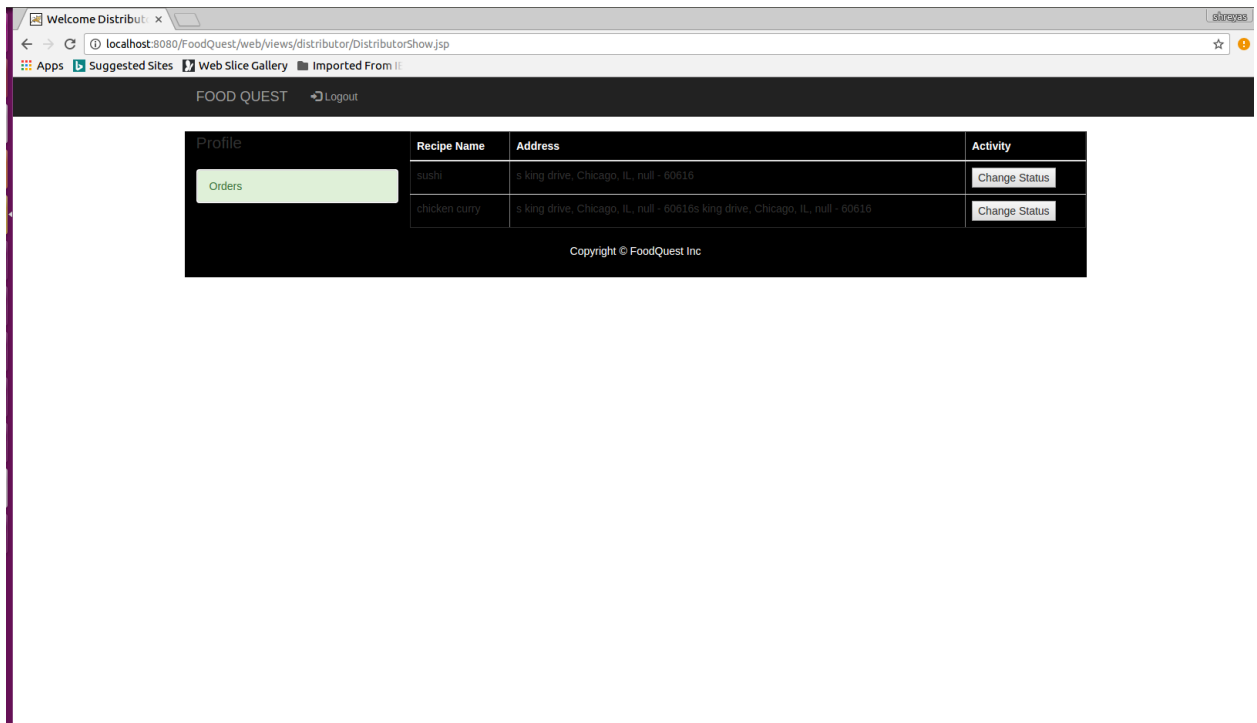 Welcome Distribut
shreyas
localhost:8080/FoodQuest/web/views/distributor/DistributorShow.jsp
Apps Suggested Sites Web Slice Gallery Imported From IE
FOOD QUEST Logout
Profile
Recipe Name Address Activity
Orders
sushi s king drive, Chicago, IL, null - 60616 Change Status
chicken curry s king drive, Chicago, IL, null - 60616s king drive, Chicago, IL, null - 60616 Change Status
Copyright © FoodQuest Inc